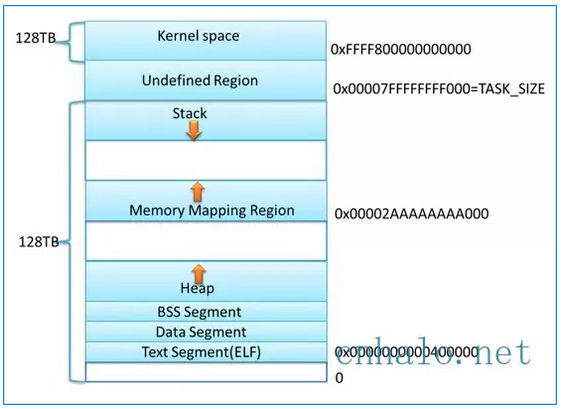 128TB
Kernel space
0xFFFF800000000000
Undefined Region
0x00007FFFFFFFF000=TASK_SIZE
Stack
Memory Mapping Region
0x00002AAAAAAAA000
128TB
Heap
BSS Segment
Data Segment
Text Segment(ELF)
0x0000000000400000
cnhalo.net
0